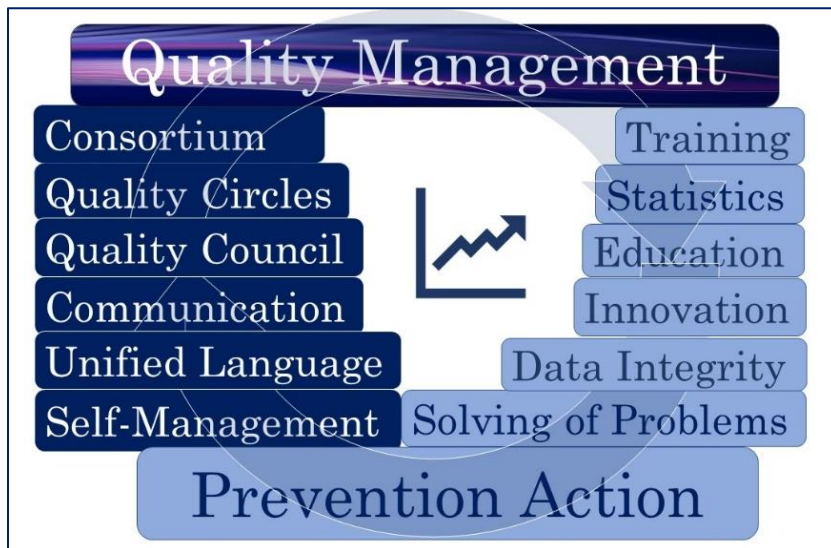 Quality Management
Consortium
Quality Circles
Quality Council
Communication
Unified Language
Self-Management
Training
Statistics
Education
Innovation
Data Integrity
Solving of Problems
Prevention Action